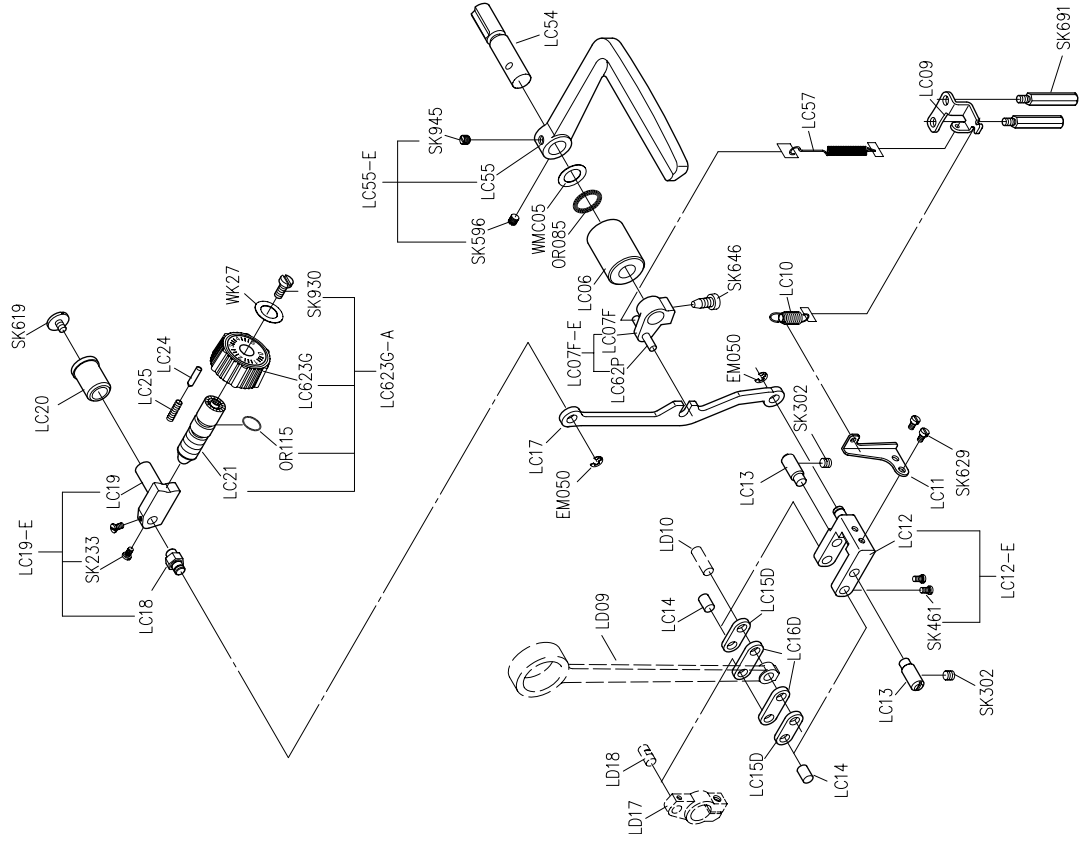 LC54
SK691
LC09
LC57
SK945
LC55
LC55-E
SK596
WMC05
OR085
LC06
SK646
LC10
LC07F
LC07F-E
LC62P
EM050
SK302
WK27
SK930
SK619
LC24
LC25
LC20
LC623G
LC623G-A
OR115
LC21
LC19
LC19-E
SK233
LC18
LC17
EM050
LC13
SK629
LC11
LC12
LC12-E
SK461
LD10
LC14
LC15D
LC16D
LD09
LC13
SK302
LC15D
LC14
LD18
LD17